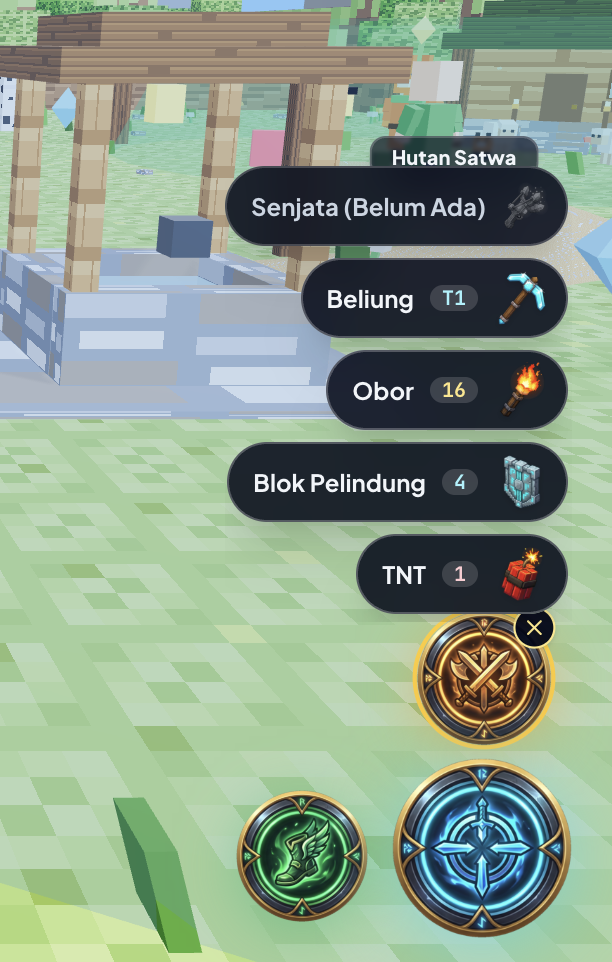 Hutan Satwa
Senjata (Belum Ada)
Beliung T1
Obor 16
Blok Pelindung 4
TNT 1